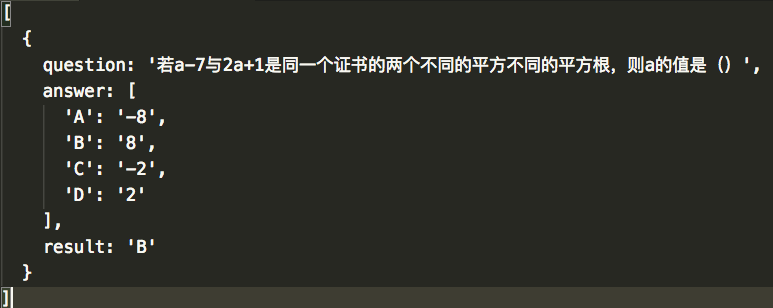 [
{
question: '若a-7与2a+1是同一个证书的两个不同的平方不同的平方根，则a的值是（）',
answer: [
'A': '-8',
'B': '8',
'C': '-2',
'D': '2'
],
result: 'B'
}
]